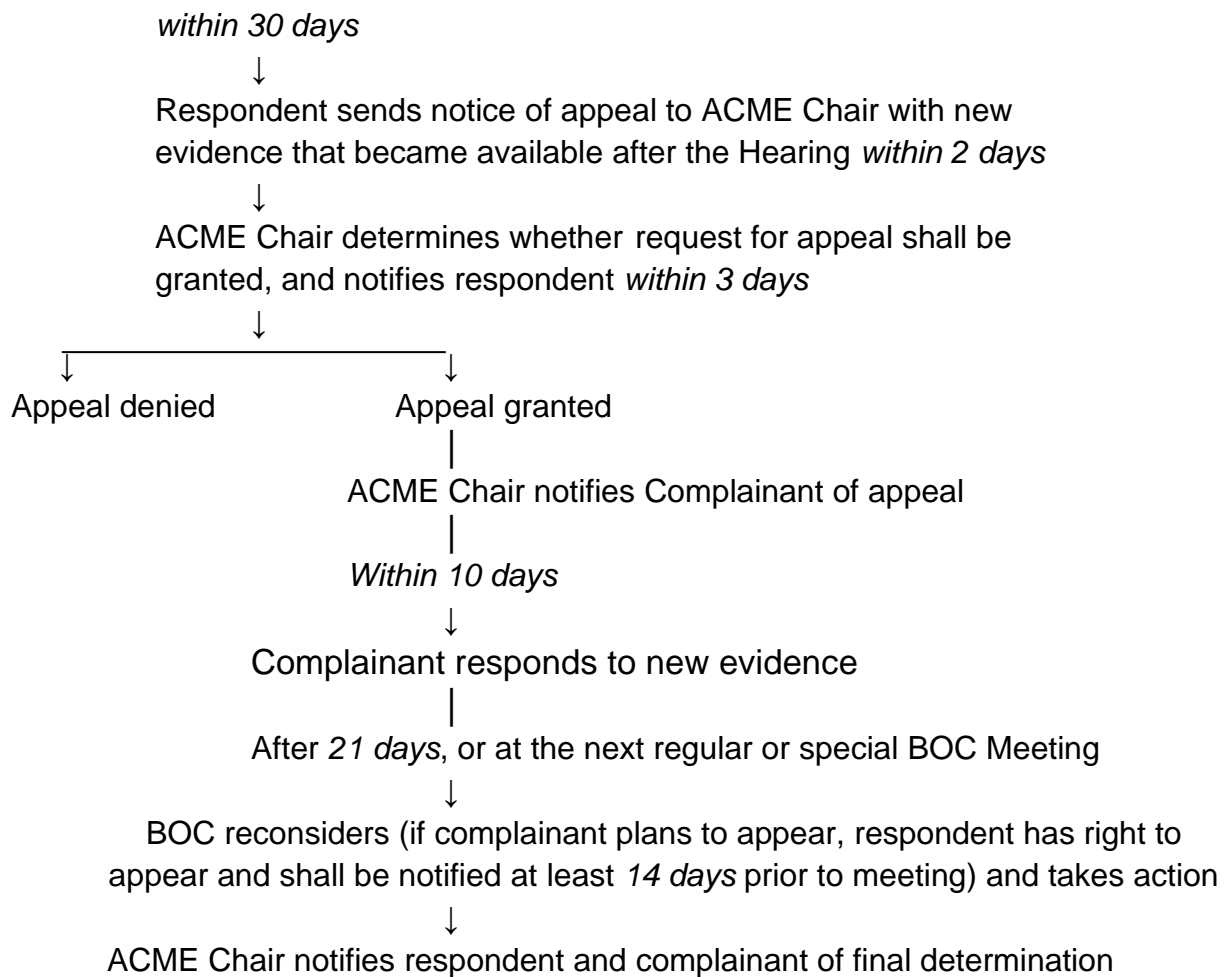 within 30 days
↓
Respondent sends notice of appeal to ACME Chair with new
evidence that became available after the Hearing within 2 days
↓
ACME Chair determines whether request for appeal shall be
granted, and notifies respondent within 3 days
↓
↓ ↓
Appeal denied Appeal granted
|
ACME Chair notifies Complainant of appeal
|
Within 10 days
↓
Complainant responds to new evidence
|
After 21 days, or at the next regular or special BOC Meeting
↓
BOC reconsiders (if complainant plans to appear, respondent has right to
appear and shall be notified at least 14 days prior to meeting) and takes action
↓
ACME Chair notifies respondent and complainant of final determination